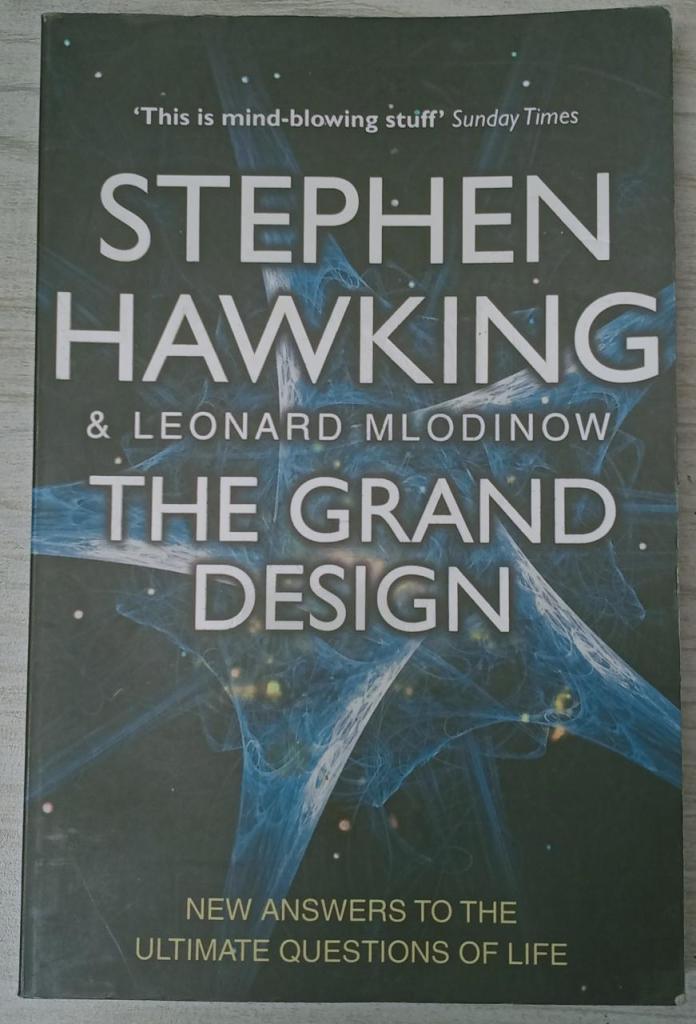 ‘This is mind-blowing stuff’ Sunday Times
STEPHEN
HAWKING
& LEONARD MLODINOW
THE GRAND
DESIGN
NEW ANSWERS TO THE
ULTIMATE QUESTIONS OF LIFE